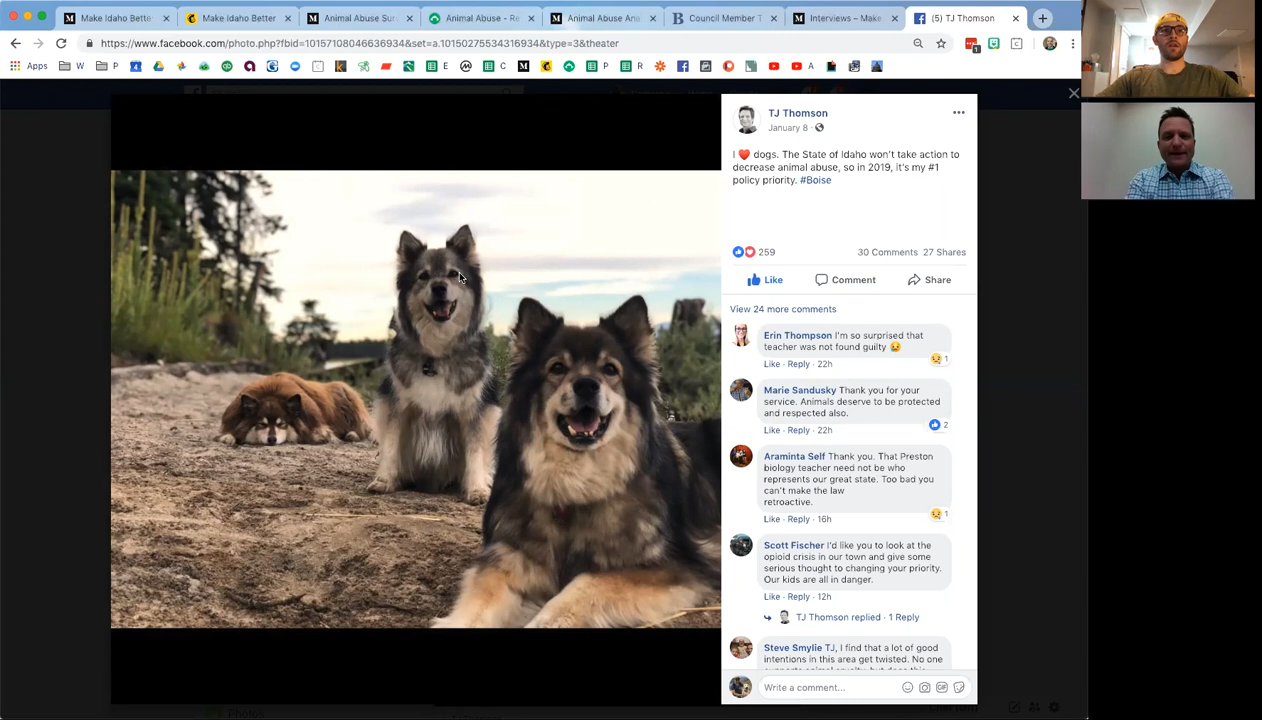 Make Idaho Bette
Make Idaho Better
Animal Abuse Sur
Animal Abuse - Re
Animal Abuse Ana
Council Member T
Interviews – Make
(5) TJ Thomson
https://www.facebook.com/photo.php?fbid=10157108046636934&set=a.10150275534316934&type=3&theater
Apps
W
P
E
C
P
R
A
TJ Thomson
January 8 ·
I ❤️ dogs. The State of Idaho won't take action to
decrease animal abuse, so in 2019, it's my #1
policy priority. #Boise
259
30 Comments 27 Shares
Like
Comment
Share
View 24 more comments
Erin Thompson I'm so surprised that
teacher was not found guilty 😢
1
Like · Reply · 22h
Marie Sandusky Thank you for your
service. Animals deserve to be protected
and respected also.
2
Like · Reply · 22h
Araminta Self Thank you. That Preston
biology teacher need not be who
represents our great state. Too bad you
can't make the law
retroactive.
1
Like · Reply · 16h
Scott Fischer I'd like you to look at the
opioid crisis in our town and give some
serious thought to changing your priority.
Our kids are all in danger.
Like · Reply · 12h
TJ Thomson replied · 1 Reply
Steve Smylie TJ, I find that a lot of good
intentions in this area get twisted. No one
Write a comment...
Photos